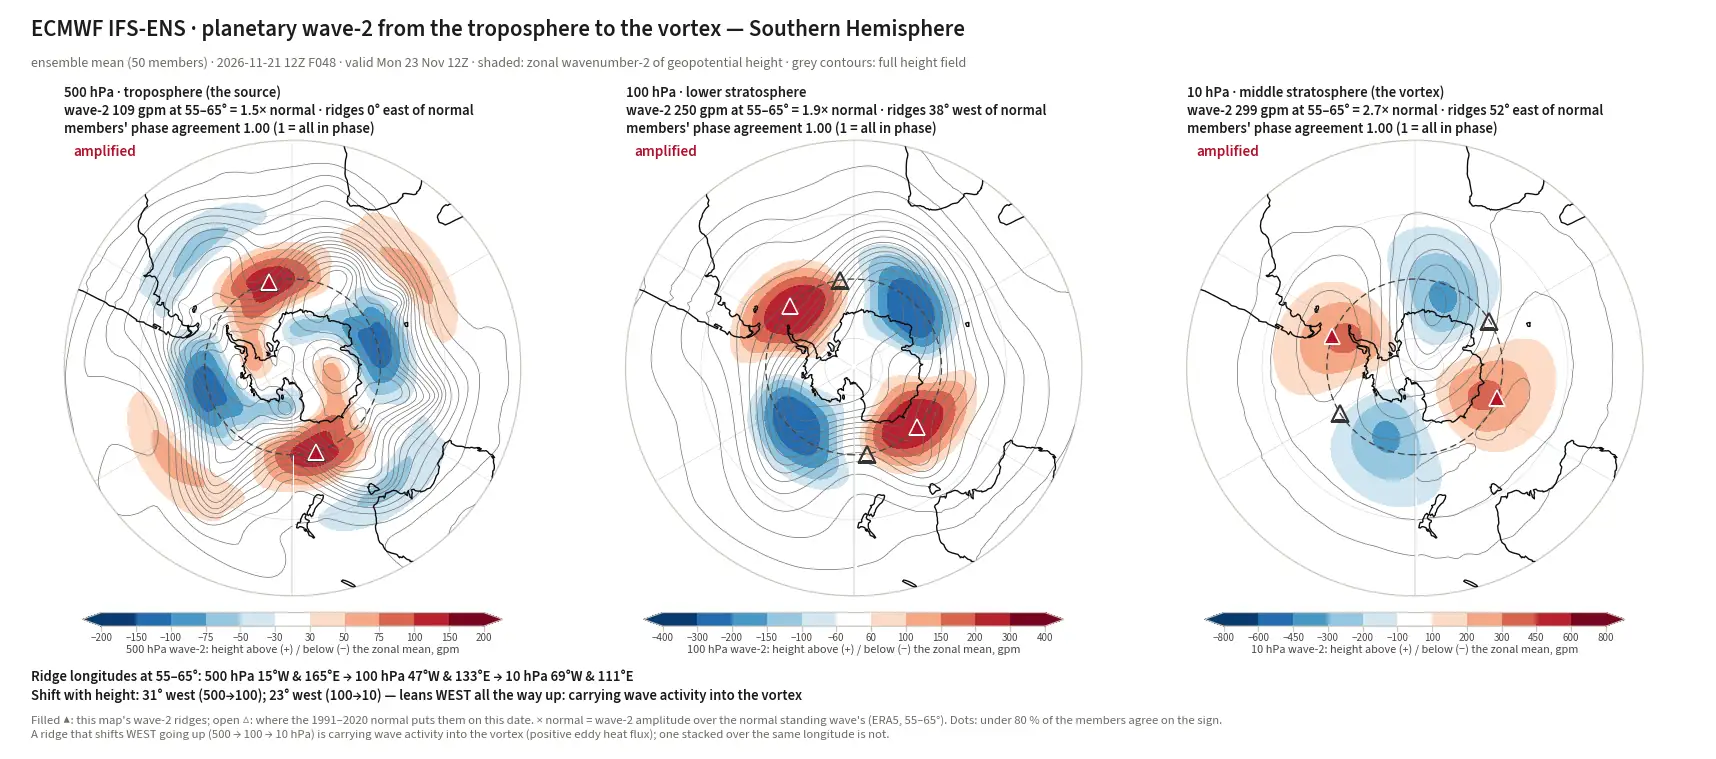 ECMWF IFS-ENS · planetary wave-2 from the troposphere to the vortex — Southern Hemisphere
ensemble mean (50 members) · 2026-11-21 12Z F048 · valid Mon 23 Nov 12Z · shaded: zonal wavenumber-2 of geopotential height · grey contours: full height field
500 hPa · troposphere (the source)
wave-2 109 gpm at 55–65° = 1.5× normal · ridges 0° east of normal
members' phase agreement 1.00 (1 = all in phase)
amplified
100 hPa · lower stratosphere
wave-2 250 gpm at 55–65° = 1.9× normal · ridges 38° west of normal
members' phase agreement 1.00 (1 = all in phase)
amplified
10 hPa · middle stratosphere (the vortex)
wave-2 299 gpm at 55–65° = 2.7× normal · ridges 52° east of normal
members' phase agreement 1.00 (1 = all in phase)
amplified
−200 −150 −100 −75 −50 −30 30 50 75 100 150 200
500 hPa wave-2: height above (+) / below (−) the zonal mean, gpm
−400 −300 −200 −150 −100 −60 60 100 150 200 300 400
100 hPa wave-2: height above (+) / below (−) the zonal mean, gpm
−800 −600 −450 −300 −200 −100 100 200 300 450 600 800
10 hPa wave-2: height above (+) / below (−) the zonal mean, gpm
Ridge longitudes at 55–65°: 500 hPa 15°W & 165°E → 100 hPa 47°W & 133°E → 10 hPa 69°W & 111°E
Shift with height: 31° west (500→100); 23° west (100→10) — leans WEST all the way up: carrying wave activity into the vortex
Filled ▲: this map's wave-2 ridges; open △: where the 1991–2020 normal puts them on this date. × normal = wave-2 amplitude over the normal standing wave's (ERA5, 55–65°). Dots: under 80 % of the members agree on the sign.
A ridge that shifts WEST going up (500 → 100 → 10 hPa) is carrying wave activity into the vortex (positive eddy heat flux); one stacked over the same longitude is not.